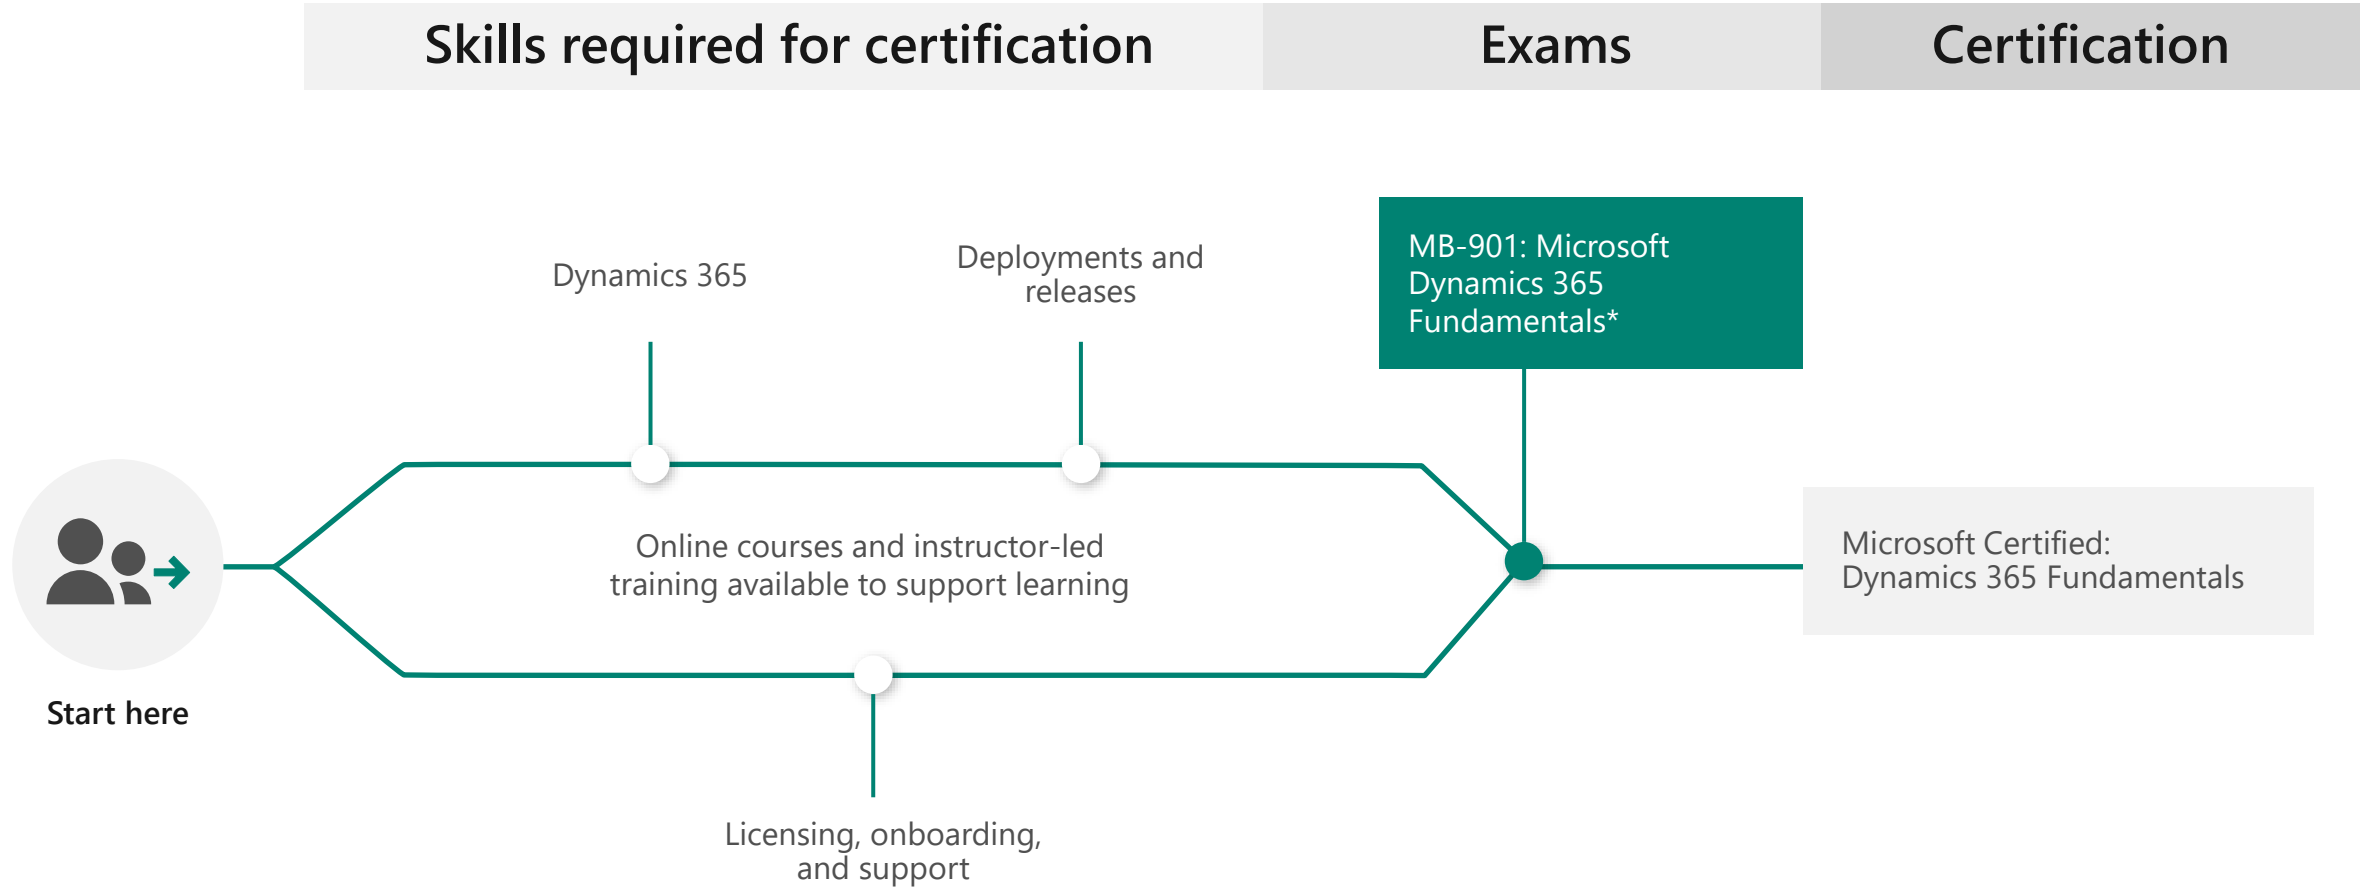 Skills required for certification
Exams
Certification
Dynamics 365
Deployments and
releases
MB-901: Microsoft
Dynamics 365
Fundamentals*
Online courses and instructor-led
training available to support learning
Microsoft Certified:
Dynamics 365 Fundamentals
Start here
Licensing, onboarding,
and support